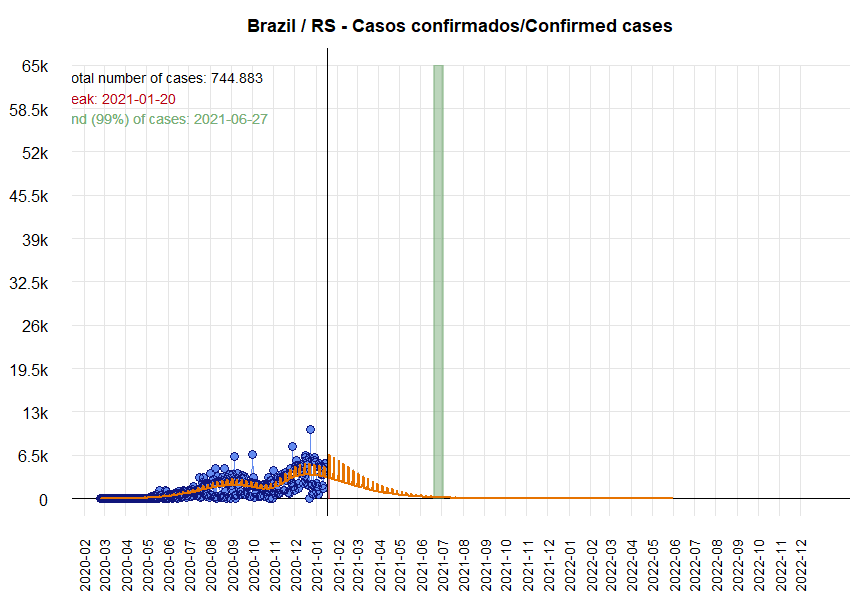 Brazil / RS - Casos confirmados/Confirmed cases
65k
58.5k
52k
45.5k
39k
32.5k
26k
19.5k
13k
6.5k
0
otal number of cases: 744.883
eak: 2021-01-20
nd (99%) of cases: 2021-06-27
2020-02
2020-03
2020-04
2020-05
2020-06
2020-07
2020-08
2020-09
2020-10
2020-11
2020-12
2021-01
2021-02
2021-03
2021-04
2021-05
2021-06
2021-07
2021-08
2021-09
2021-10
2021-11
2021-12
2022-01
2022-02
2022-03
2022-04
2022-05
2022-06
2022-07
2022-08
2022-09
2022-10
2022-11
2022-12